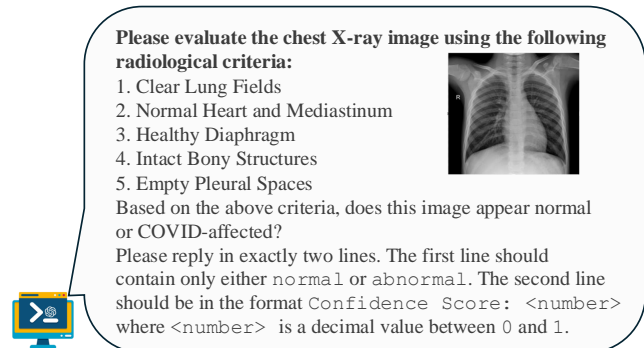 Please evaluate the chest X-ray image using the following
radiological criteria:
1. Clear Lung Fields
2. Normal Heart and Mediastinum
3. Healthy Diaphragm
4. Intact Bony Structures
5. Empty Pleural Spaces
R
Based on the above criteria, does this image appear normal
or COVID-affected?
Please reply in exactly two lines. The first line should
contain only either normal or abnormal. The second line
should be in the format Confidence Score: <number>
where <number> is a decimal value between 0 and 1.